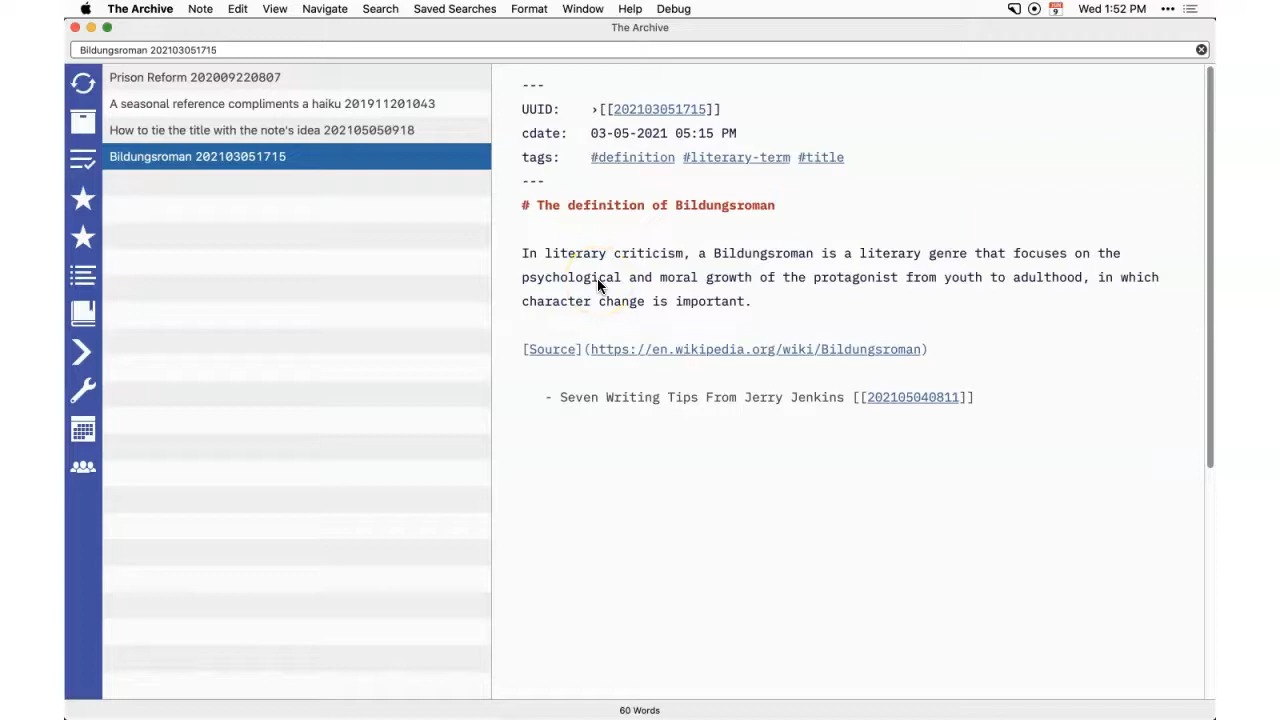 The Archive Note Edit View Navigate Search Saved Searches Format Window Help Debug JUN 9 Wed 1:52 PM
The Archive
Bildungsroman 202103051715
Prison Reform 202009220807
A seasonal reference compliments a haiku 201911201043
How to tie the title with the note's idea 202105050918
Bildungsroman 202103051715
---
UUID: ›[[202103051715]]
cdate: 03-05-2021 05:15 PM
tags: #definition #literary-term #title
---
# The definition of Bildungsroman
In literary criticism, a Bildungsroman is a literary genre that focuses on the
psychological and moral growth of the protagonist from youth to adulthood, in which
character change is important.
[Source](https://en.wikipedia.org/wiki/Bildungsroman)
- Seven Writing Tips From Jerry Jenkins [[202105040811]]
60 Words